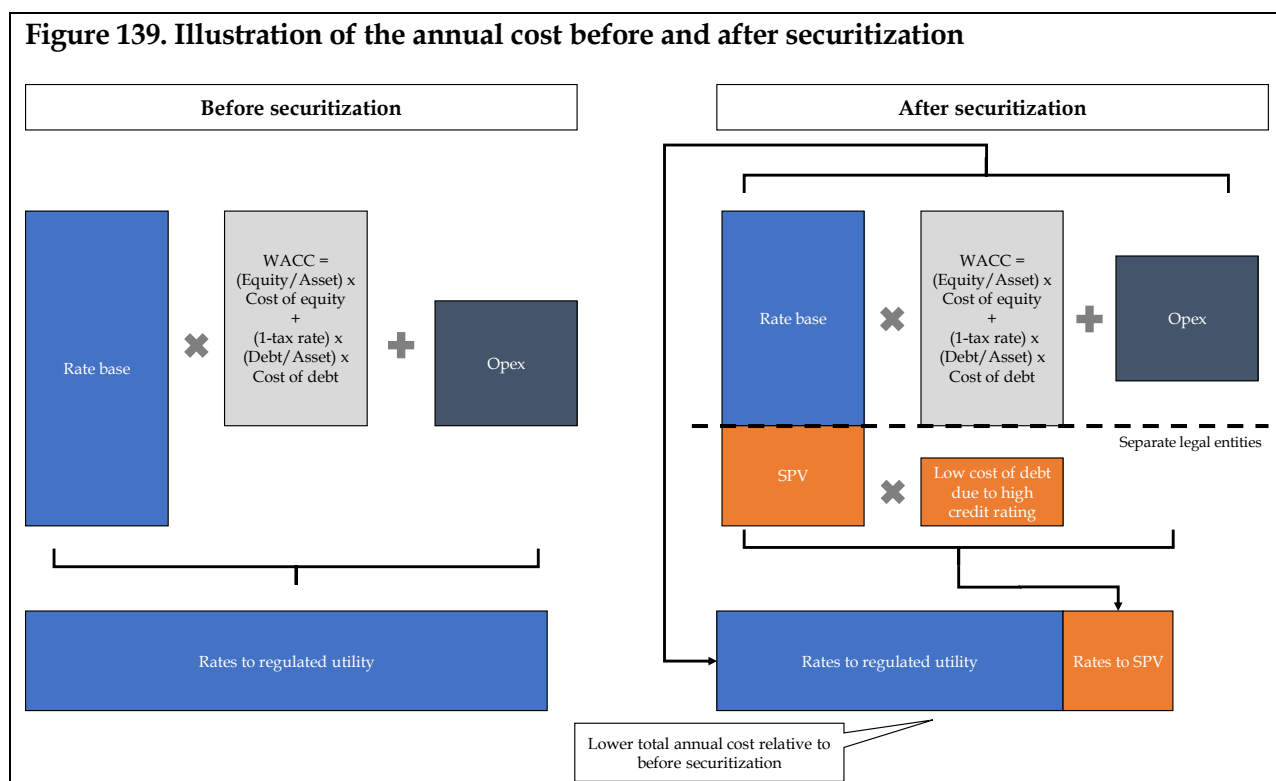 Figure 139. Illustration of the annual cost before and after securitization
Before securitization
Rate base
WACC =
(Equity/Asset) x
Cost of equity
+
(1-tax rate) x
(Debt/Asset) x
Cost of debt
Opex
Rates to regulated utility
After securitization
Rate base
WACC =
(Equity/Asset) x
Cost of equity
+
(1-tax rate) x
(Debt/Asset) x
Cost of debt
Opex
Separate legal entities
SPV
Low cost of debt
due to high
credit rating
Rates to regulated utility
Rates to SPV
Lower total annual cost relative to
before securitization